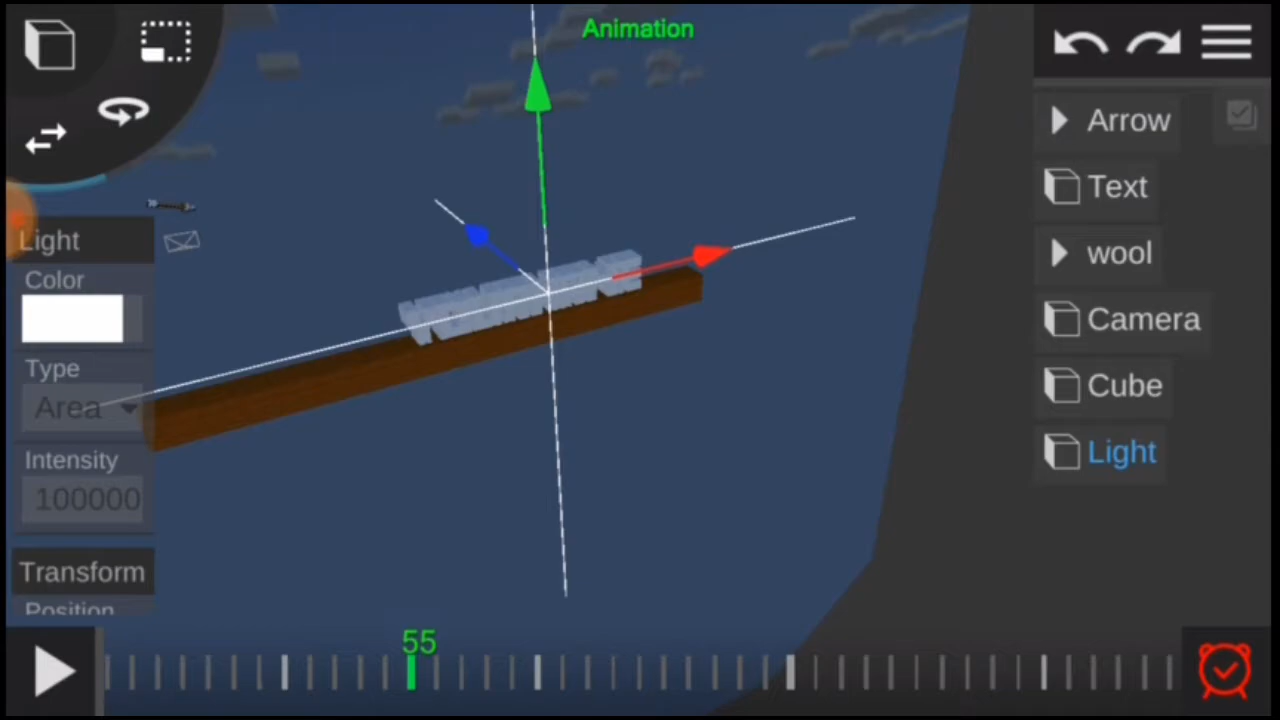 Animation
Arrow
Text
wool
Camera
Cube
Light
Light
Color
Type
Area
Intensity
100000
Transform
Position
55